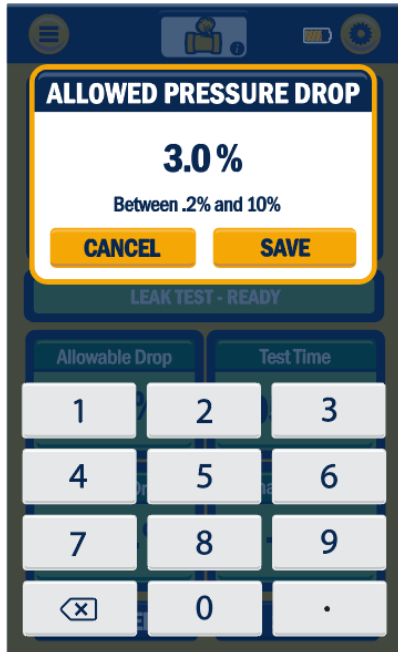 ALLOWED PRESSURE DROP
3.0%
Between .2% and 10%
CANCEL SAVE
LEAK TEST - READY
Allowable Drop Test Time
1 2 3
4 5 6
7 8 9
0 .